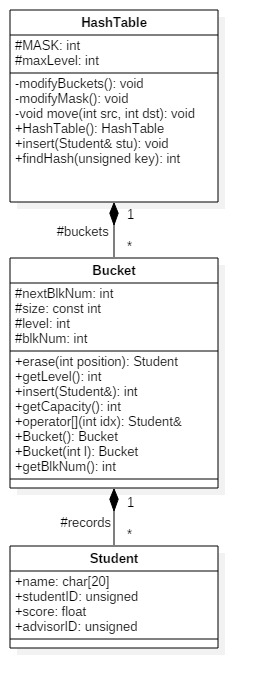 HashTable
#MASK: int
#maxLevel: int
-modifyBuckets(): void
-modifyMask(): void
-void move(int src, int dst): void
+HashTable(): HashTable
+insert(Student& stu): void
+findHash(unsigned key): int
1
#buckets
*
Bucket
#nextBlkNum: int
#size: const int
#level: int
#blkNum: int
+erase(int position): Student
+getLevel(): int
+insert(Student&): int
+getCapacity(): int
+operator[](int idx): Student&
+Bucket(): Bucket
+Bucket(int l): Bucket
+getBlkNum(): int
1
#records
*
Student
+name: char[20]
+studentID: unsigned
+score: float
+advisorID: unsigned